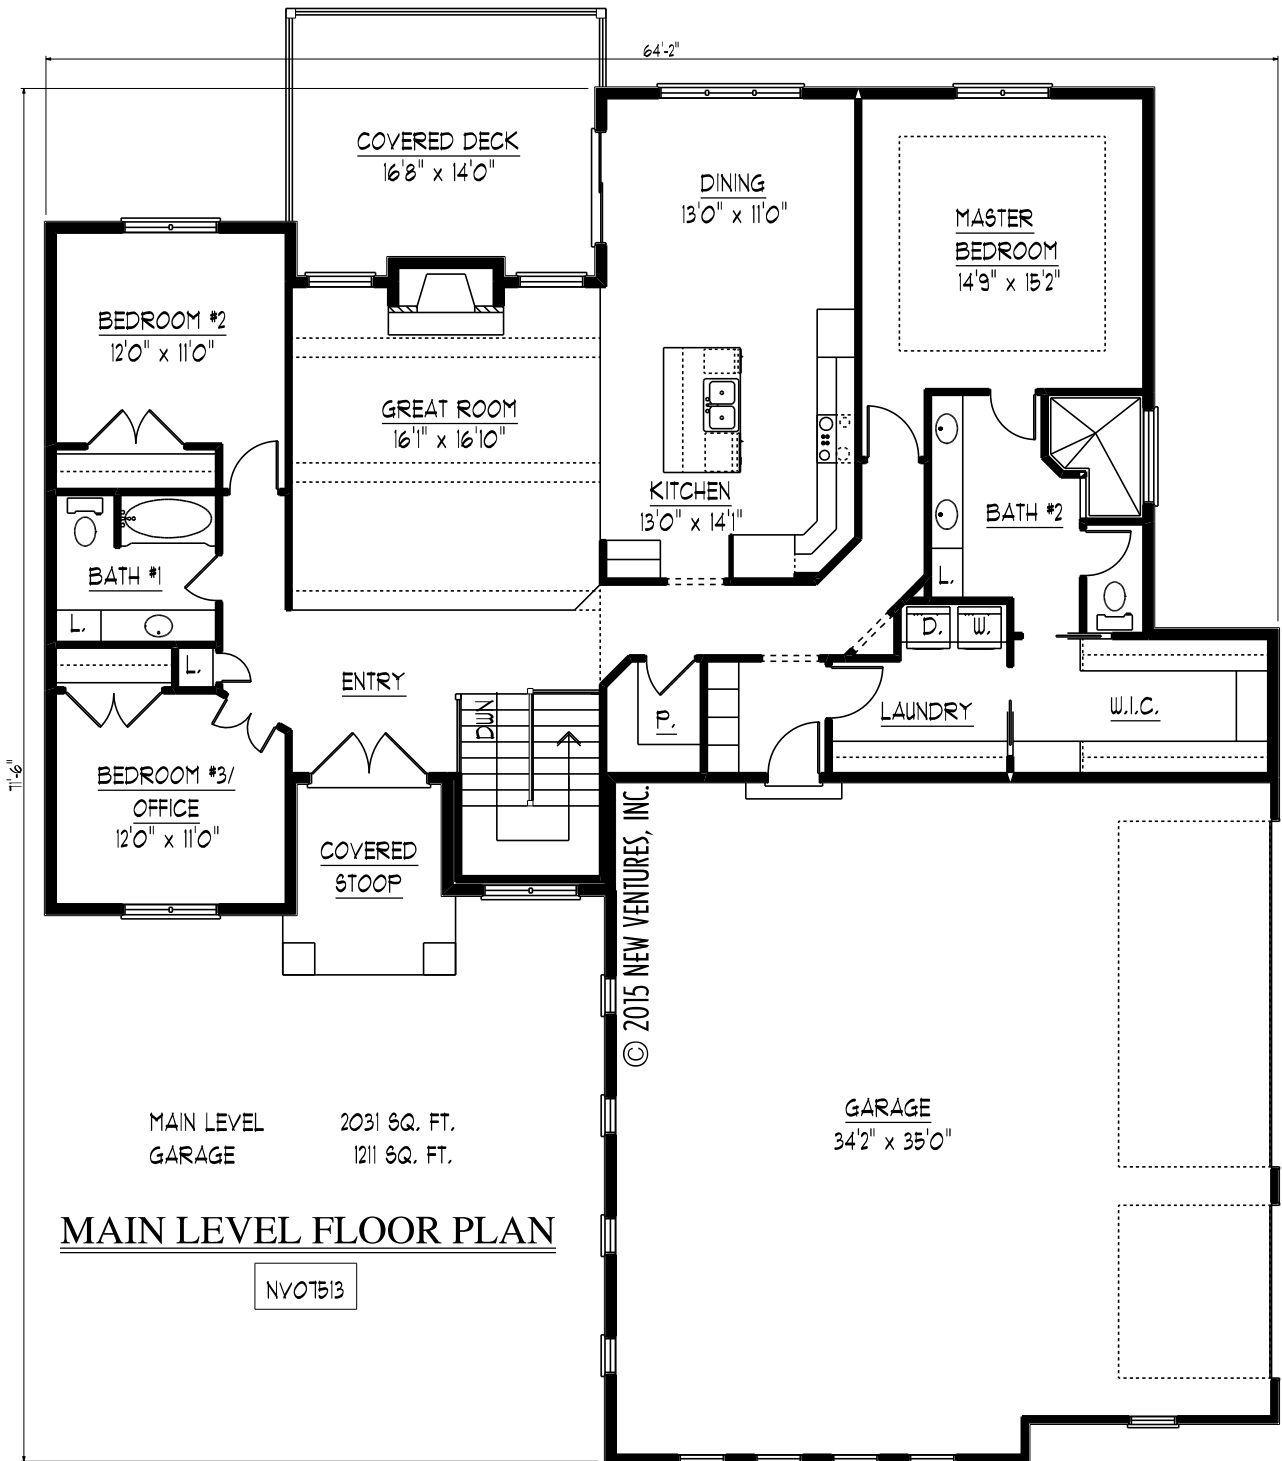 64'-2"
COVERED DECK
16'8" x 14'0"
DINING
13'0" x 11'0"
MASTER
BEDROOM
14'9" x 15'2"
BEDROOM #2
12'0" x 11'0"
GREAT ROOM
16'1" x 16'10"
KITCHEN
13'0" x 14'1"
BATH #2
BATH #1
L.
L.
D.
W.
L.
ENTRY
DWN
P.
LAUNDRY
W.I.C.
71'-6"
BEDROOM #3/
OFFICE
12'0" x 11'0"
COVERED
STOOP
© 2015 NEW VENTURES, INC.
GARAGE
34'2" x 35'0"
MAIN LEVEL 2031 SQ. FT.
GARAGE 1211 SQ. FT.
MAIN LEVEL FLOOR PLAN
NV07513